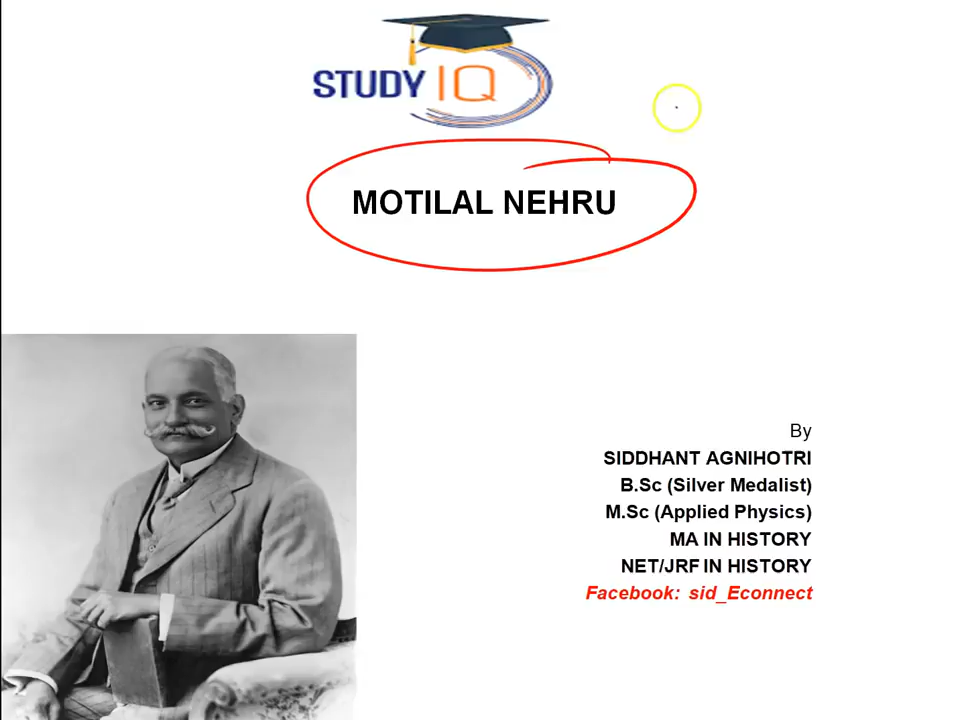 STUDY IQ
MOTILAL NEHRU
By
SIDDHANT AGNIHOTRI
B.Sc (Silver Medalist)
M.Sc (Applied Physics)
MA IN HISTORY
NET/JRF IN HISTORY
Facebook: sid_Econnect